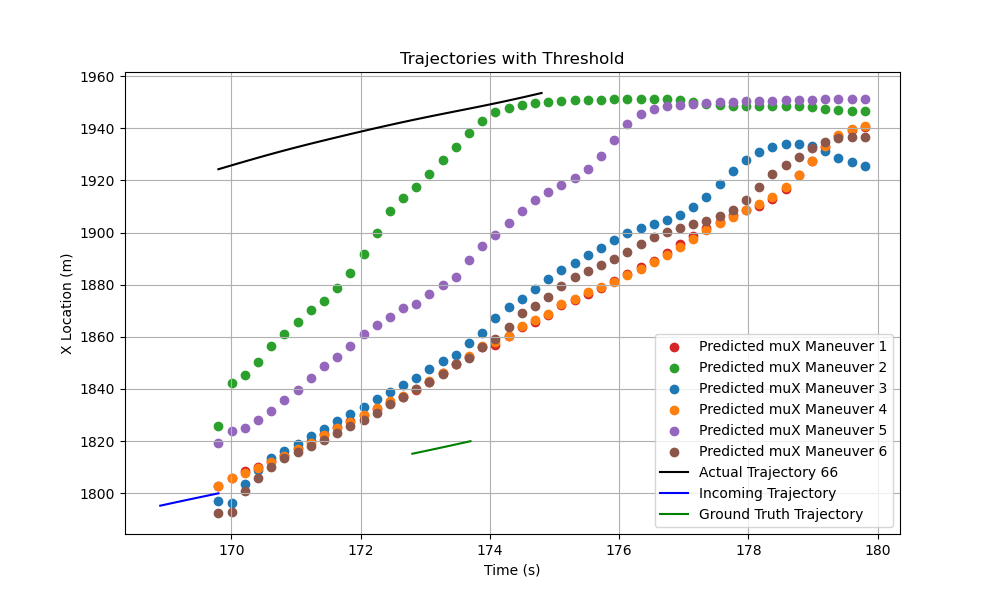 Trajectories with Threshold
1960
1940
1920
1900
1880
1860
1840
1820
1800
X Location (m)
170 172 174 176 178 180
Time (s)
Predicted muX Maneuver 1
Predicted muX Maneuver 2
Predicted muX Maneuver 3
Predicted muX Maneuver 4
Predicted muX Maneuver 5
Predicted muX Maneuver 6
Actual Trajectory 66
Incoming Trajectory
Ground Truth Trajectory